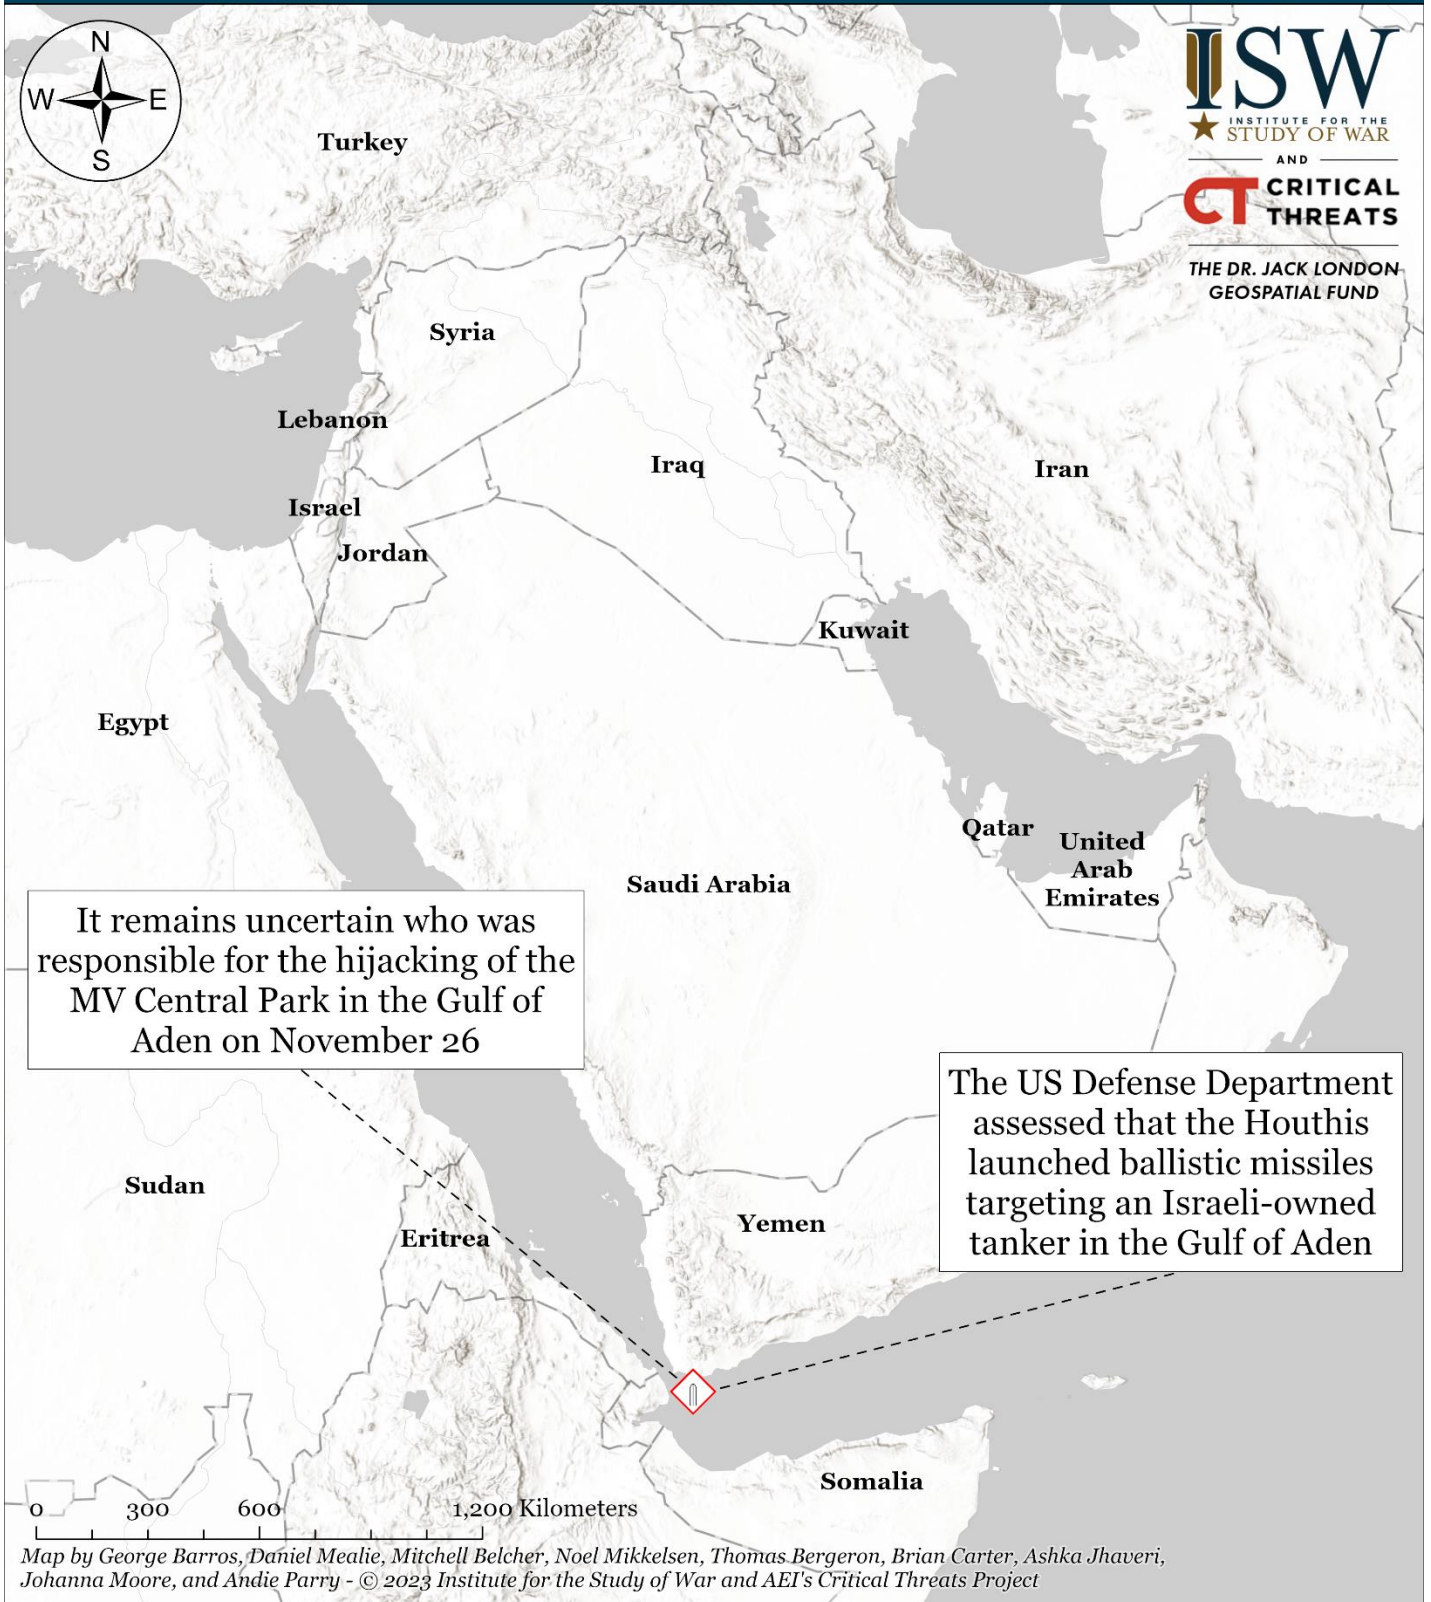 N
W E
S
ISW
INSTITUTE FOR THE
STUDY OF WAR
AND
CT CRITICAL
THREATS
THE DR. JACK LONDON
GEOSPATIAL FUND
Turkey
Syria
Lebanon
Iraq
Iran
Israel
Jordan
Kuwait
Egypt
Qatar
United
Arab
Emirates
Saudi Arabia
It remains uncertain who was
responsible for the hijacking of the
MV Central Park in the Gulf of
Aden on November 26
The US Defense Department
assessed that the Houthis
launched ballistic missiles
targeting an Israeli-owned
tanker in the Gulf of Aden
Sudan
Yemen
Eritrea
Somalia
0 300 600 1,200 Kilometers
Map by George Barros, Daniel Mealie, Mitchell Belcher, Noel Mikkelsen, Thomas Bergeron, Brian Carter, Ashka Jhaveri,
Johanna Moore, and Andie Parry - © 2023 Institute for the Study of War and AEI's Critical Threats Project